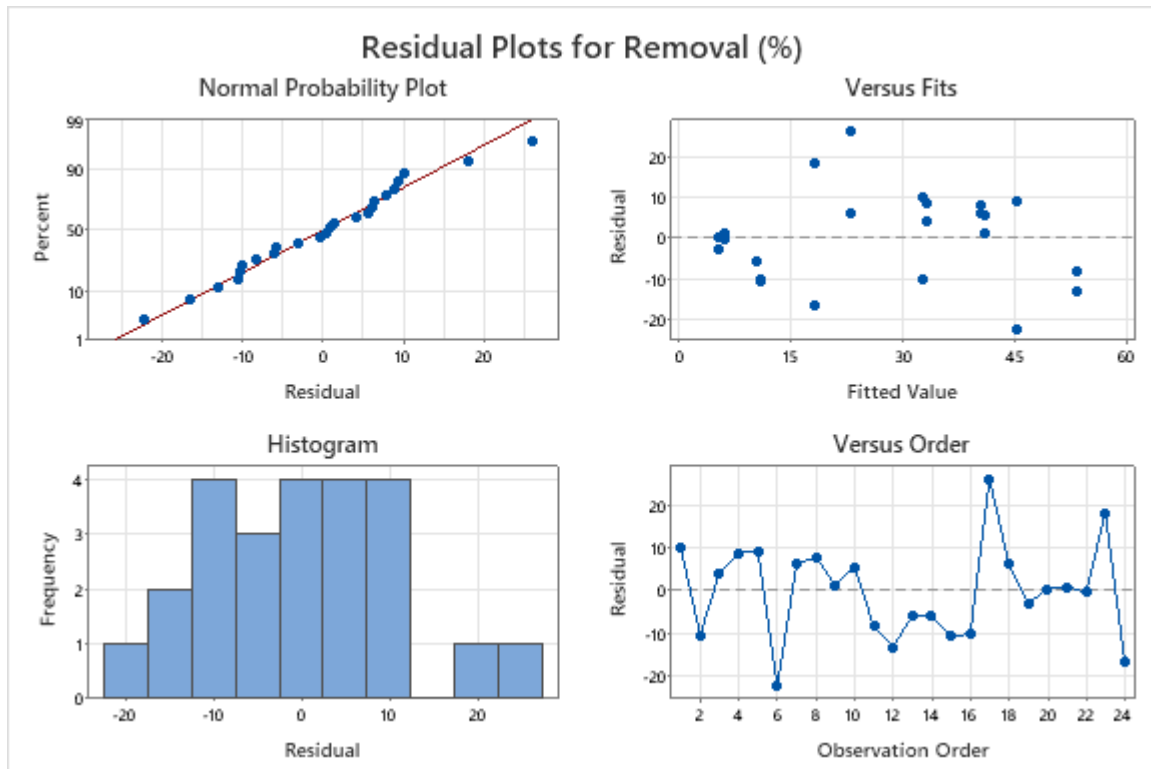 Residual Plots for Removal (%)
Normal Probability Plot
99
90
50
10
1
Percent
-20 -10 0 10 20
Residual
Versus Fits
20
10
0
-10
-20
Residual
0 15 30 45 60
Fitted Value
Histogram
4
3
2
1
0
Frequency
-20 -10 0 10 20
Residual
Versus Order
20
10
0
-10
-20
Residual
2 4 6 8 10 12 14 16 18 20 22 24
Observation Order